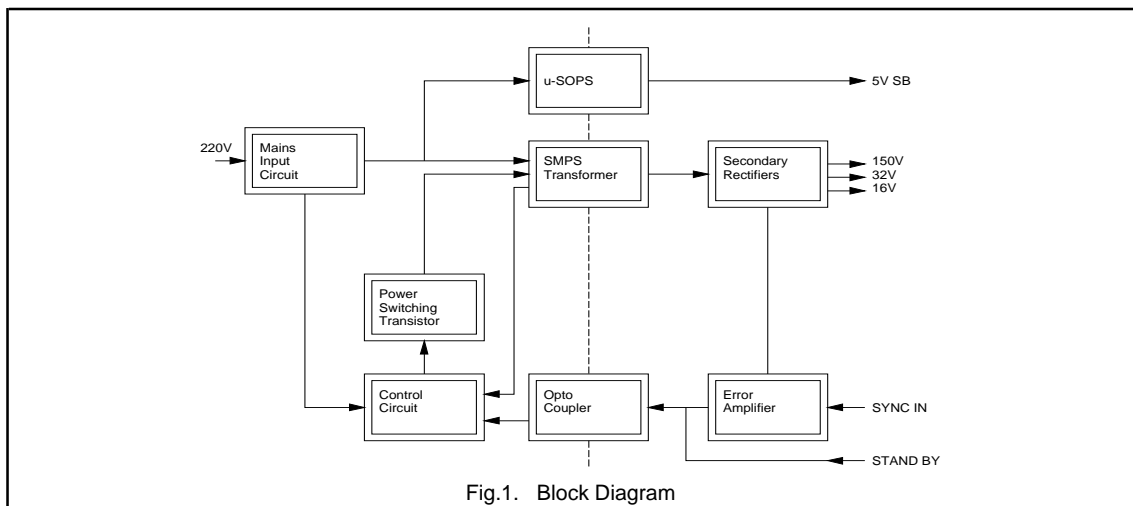 u-SOPS
5V SB
220V
Mains
Input
Circuit
SMPS
Transformer
Secondary
Rectifiers
150V
32V
16V
Power
Switching
Transistor
Control
Circuit
Opto
Coupler
Error
Amplifier
SYNC IN
STAND BY
Fig.1. Block Diagram